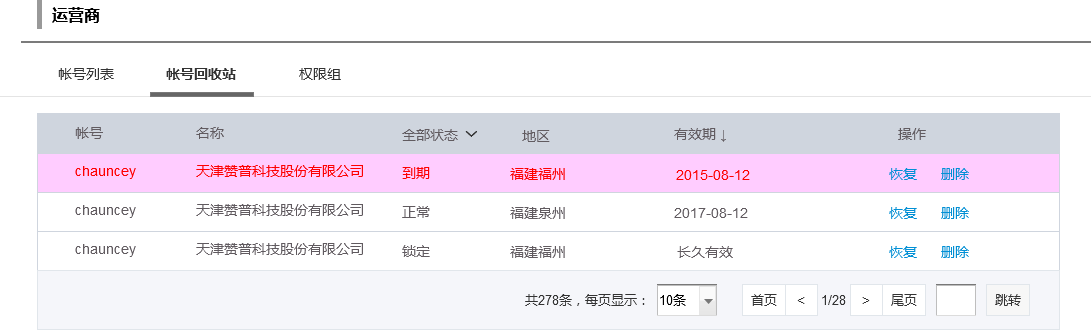 运营商
帐号列表 帐号回收站 权限组
帐号 名称 全部状态 地区 有效期↓ 操作
chauncey 天津赞普科技股份有限公司 到期 福建福州 2015-08-12 恢复 删除
chauncey 天津赞普科技股份有限公司 正常 福建泉州 2017-08-12 恢复 删除
chauncey 天津赞普科技股份有限公司 锁定 福建福州 长久有效 恢复 删除
共278条，每页显示： 10条 首页 < 1/28 > 尾页 跳转